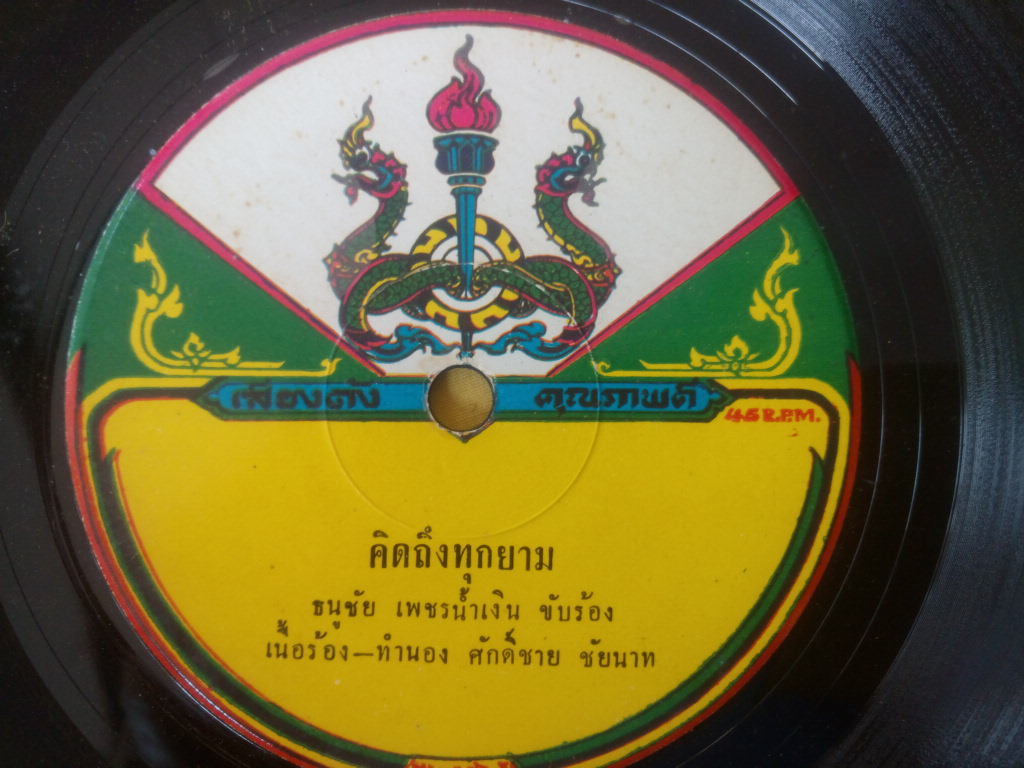 เสียงดัง คุณภาพดี
45 R.P.M.
คิดถึงทุกยาม
ธนูชัย เพชรน้ำเงิน ขับร้อง
เนื้อร้อง—ทำนอง ศักดิ์ชาย ชัยนาท